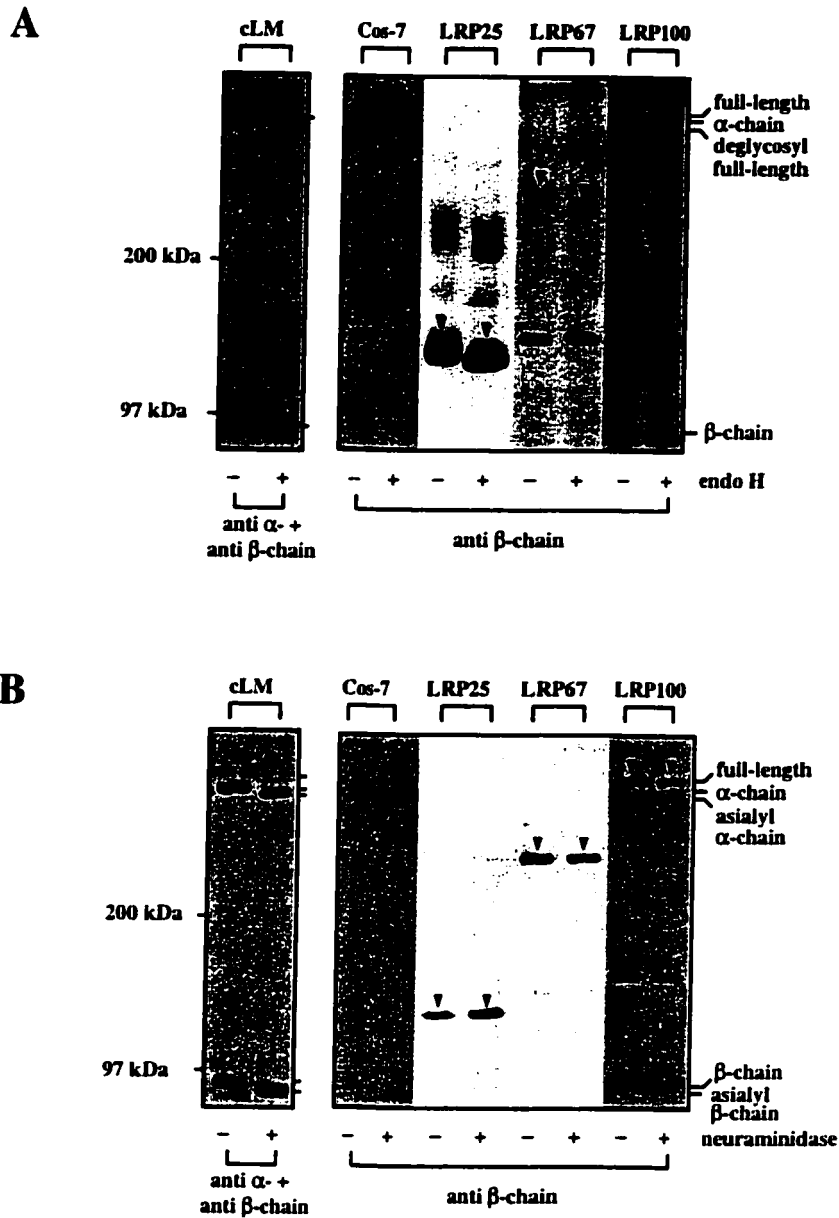 A
cLM Cos-7 LRP25 LRP67 LRP100
full-length
α-chain
deglycosyl
full-length
200 kDa
97 kDa
β-chain
− + − + − + − + − + endo H
anti α- +
anti β-chain
anti β-chain
B
cLM Cos-7 LRP25 LRP67 LRP100
full-length
α-chain
asialyl
α-chain
200 kDa
97 kDa
β-chain
asialyl
β-chain
− + − + − + − + − + neuraminidase
anti α- +
anti β-chain
anti β-chain